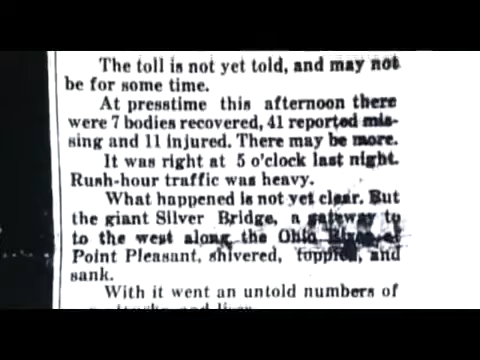 The toll is not yet told, and may not
be for some time.
At presstime this afternoon there
were 7 bodies recovered, 41 reported mis-
sing and 11 injured. There may be more.
It was right at 5 o'clock last night.
Rush-hour traffic was heavy.
What happened is not yet clear. But
the giant Silver Bridge, a gateway to
to the west along the Ohio River at
Point Pleasant, shivered, toppled, and
sank.
With it went an untold numbers of